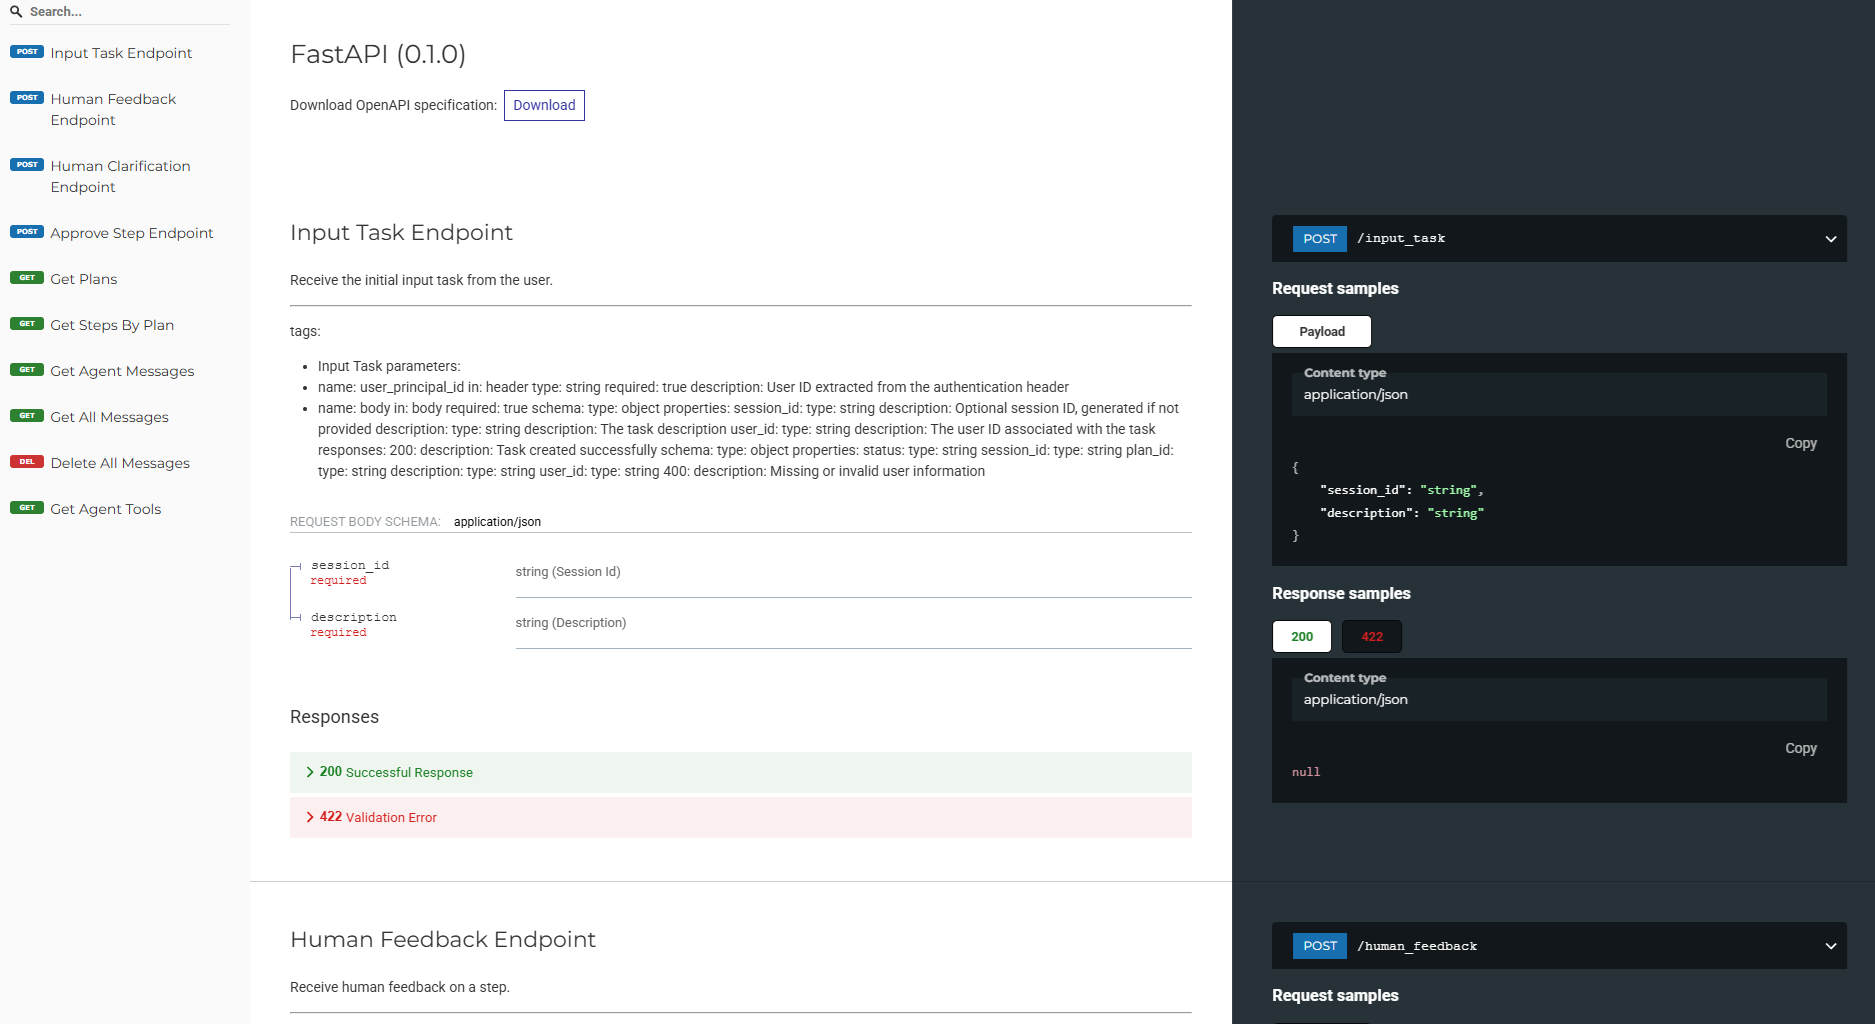 Search...
POST Input Task Endpoint
POST Human Feedback
Endpoint
POST Human Clarification
Endpoint
POST Approve Step Endpoint
GET Get Plans
GET Get Steps By Plan
GET Get Agent Messages
GET Get All Messages
DEL Delete All Messages
GET Get Agent Tools
FastAPI (0.1.0)
Download OpenAPI specification: Download
Input Task Endpoint
Receive the initial input task from the user.
tags:
• Input Task parameters:
• name: user_principal_id in: header type: string required: true description: User ID extracted from the authentication header
• name: body in: body required: true schema: type: object properties: session_id: type: string description: Optional session ID, generated if not
provided description: type: string description: The task description user_id: type: string description: The user ID associated with the task
responses: 200: description: Task created successfully schema: type: object properties: status: type: string session_id: type: string plan_id:
type: string description: type: string user_id: type: string 400: description: Missing or invalid user information
REQUEST BODY SCHEMA: application/json
session_id
required
string (Session Id)
description
required
string (Description)
Responses
200 Successful Response
422 Validation Error
POST /input_task
Request samples
Payload
Content type
application/json
Copy
{
"session_id": "string",
"description": "string"
}
Response samples
200 422
Content type
application/json
Copy
null
Human Feedback Endpoint
Receive human feedback on a step.
POST /human_feedback
Request samples